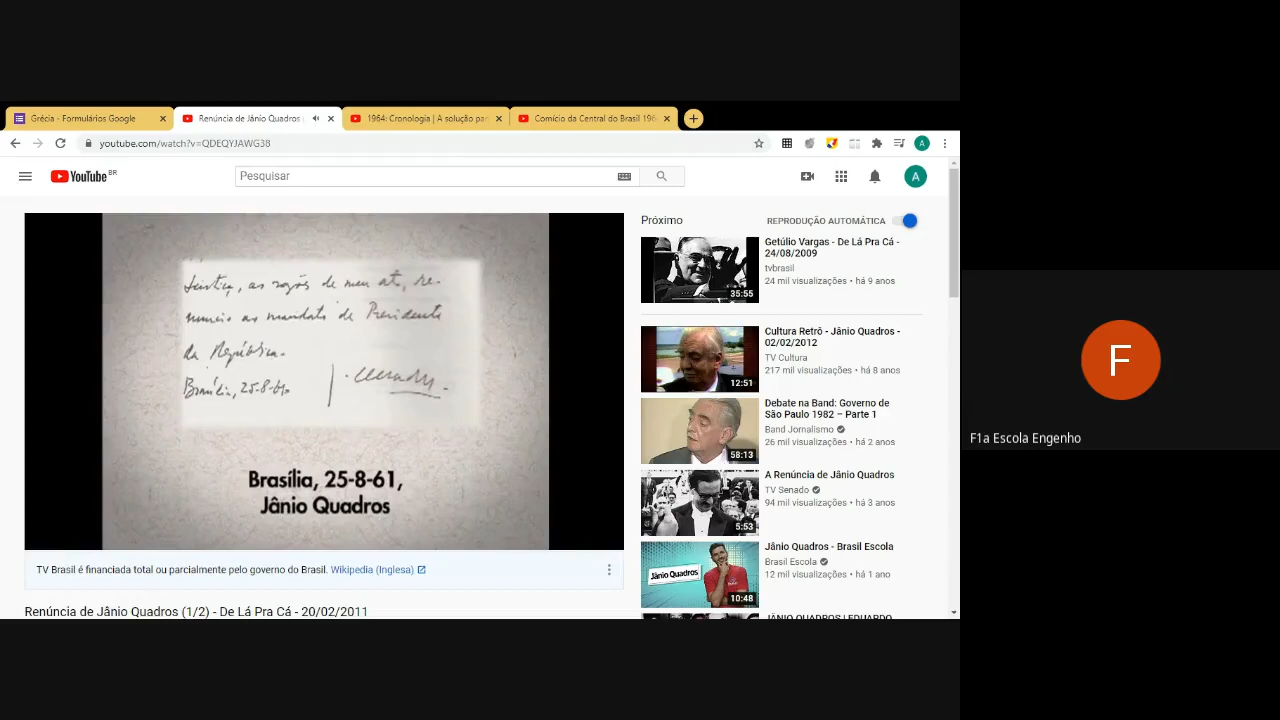 Grécia - Formulários Google
Renúncia de Jânio Quadros
1964: Cronologia | A solução par
Comício da Central do Brasil 196
youtube.com/watch?v=QDEQYJAWG38
A
YouTube BR
Pesquisar
A
Justiça, as razões de meu ato, re-
nuncio ao mandato de Presidente
da República.
Brasília, 25-8-61
Brasília, 25-8-61,
Jânio Quadros
TV Brasil é financiada total ou parcialmente pelo governo do Brasil. Wikipedia (Inglesa)
Renúncia de Jânio Quadros (1/2) - De Lá Pra Cá - 20/02/2011
Próximo
REPRODUÇÃO AUTOMÁTICA
35:55
Getúlio Vargas - De Lá Pra Cá -
24/08/2009
tvbrasil
24 mil visualizações • há 9 anos
12:51
Cultura Retrô - Jânio Quadros -
02/02/2012
TV Cultura
217 mil visualizações • há 8 anos
58:13
Debate na Band: Governo de
São Paulo 1982 – Parte 1
Band Jornalismo
26 mil visualizações • há 2 anos
5:53
A Renúncia de Jânio Quadros
TV Senado
94 mil visualizações • há 3 anos
Jânio Quadros
10:48
Jânio Quadros - Brasil Escola
Brasil Escola
12 mil visualizações • há 1 ano
JÂNIO QUADROS | EDUARDO
F
F1a Escola Engenho